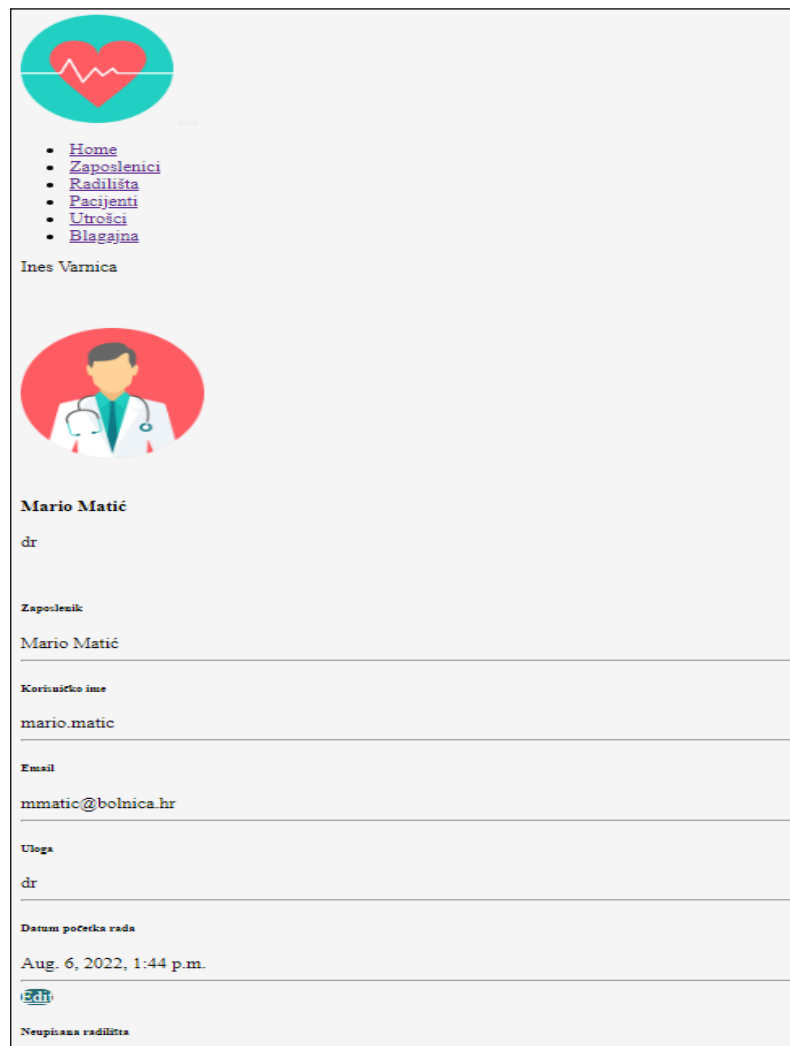 Home
Zaposlenici
Radilišta
Pacijenti
Utrošci
Blagajna
Ines Varnica
Mario Matić
dr
Zaposlenik
Mario Matić
Korisničko ime
mario.matic
Email
mmatic@bolnica.hr
Uloga
dr
Datum početka rada
Aug. 6, 2022, 1:44 p.m.
Edit
Neupisana radilišta